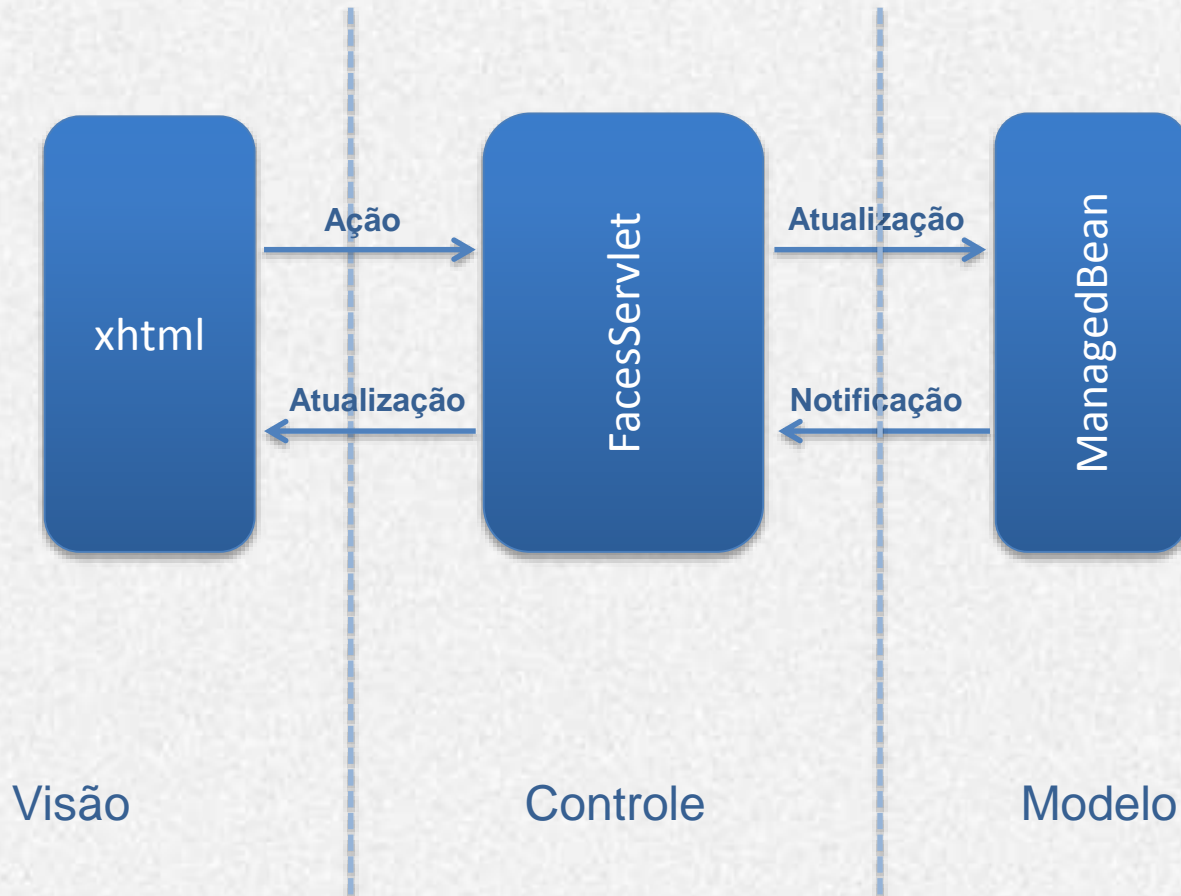 xhtml
Ação
Atualização
FacesServlet
Atualização
Notificação
ManagedBean
Visão
Controle
Modelo